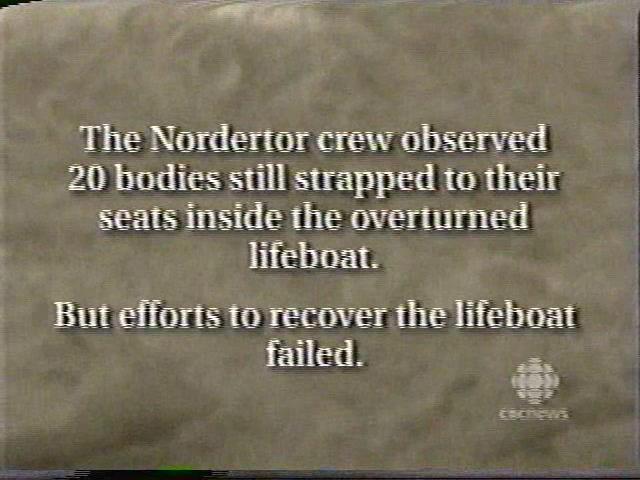 The Nordertor crew observed
20 bodies still strapped to their
seats inside the overturned
lifeboat.
But efforts to recover the lifeboat
failed.
cbcnews